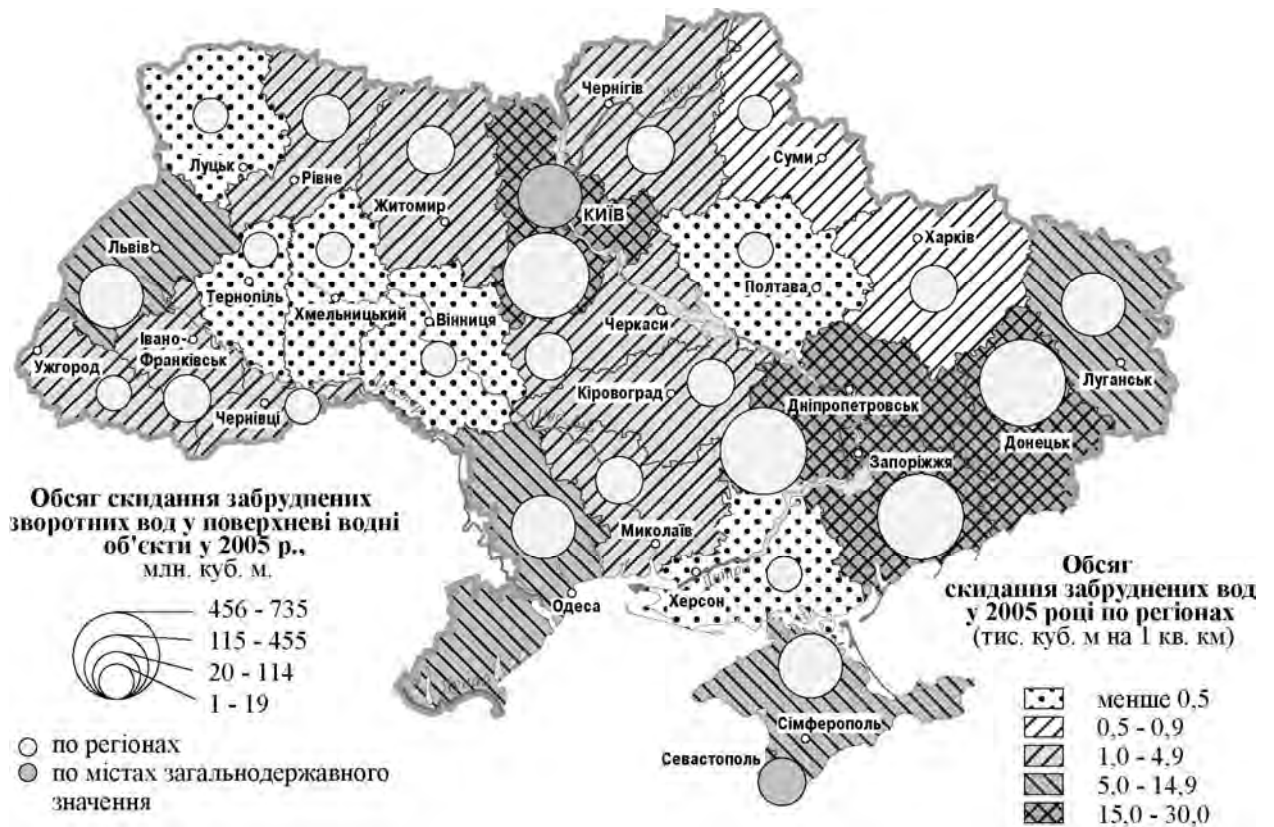 Чернігів
Суми
Луцьк
Рівне
Житомир
КИЇВ
Харків
Львів
Тернопіль
Хмельницький
Вінниця
Полтава
Черкаси
Івано-
Франківськ
Ужгород
Чернівці
Кіровоград
Дніпропетровськ
Луганськ
Донецьк
Запоріжжя
Миколаїв
Херсон
Одеса
Сімферополь
Севастополь
Обсяг скидання забруднених
зворотних вод у поверхневі водні
об'єкти у 2005 р.,
млн. куб. м.
456 - 735
115 - 455
20 - 114
1 - 19
по регіонах
по містах загальнодержавного
значення
Обсяг
скидання забруднених вод
у 2005 році по регіонах
(тис. куб. м на 1 кв. км)
менше 0,5
0,5 - 0,9
1,0 - 4,9
5,0 - 14,9
15,0 - 30,0